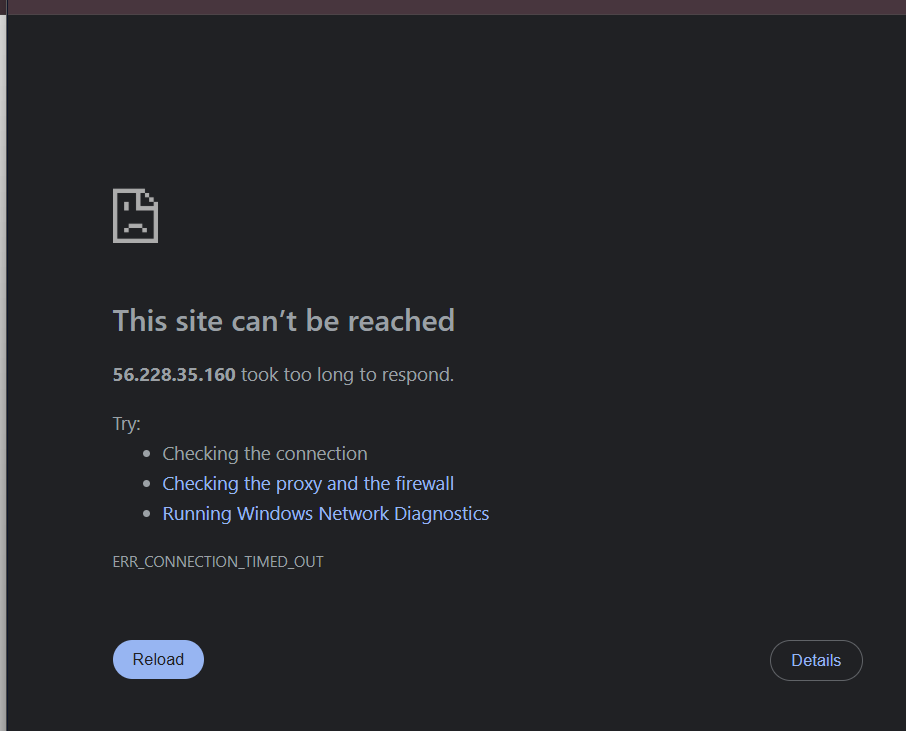 This site can’t be reached
56.228.35.160 took too long to respond.
Try:
Checking the connection
Checking the proxy and the firewall
Running Windows Network Diagnostics
ERR_CONNECTION_TIMED_OUT
Reload
Details